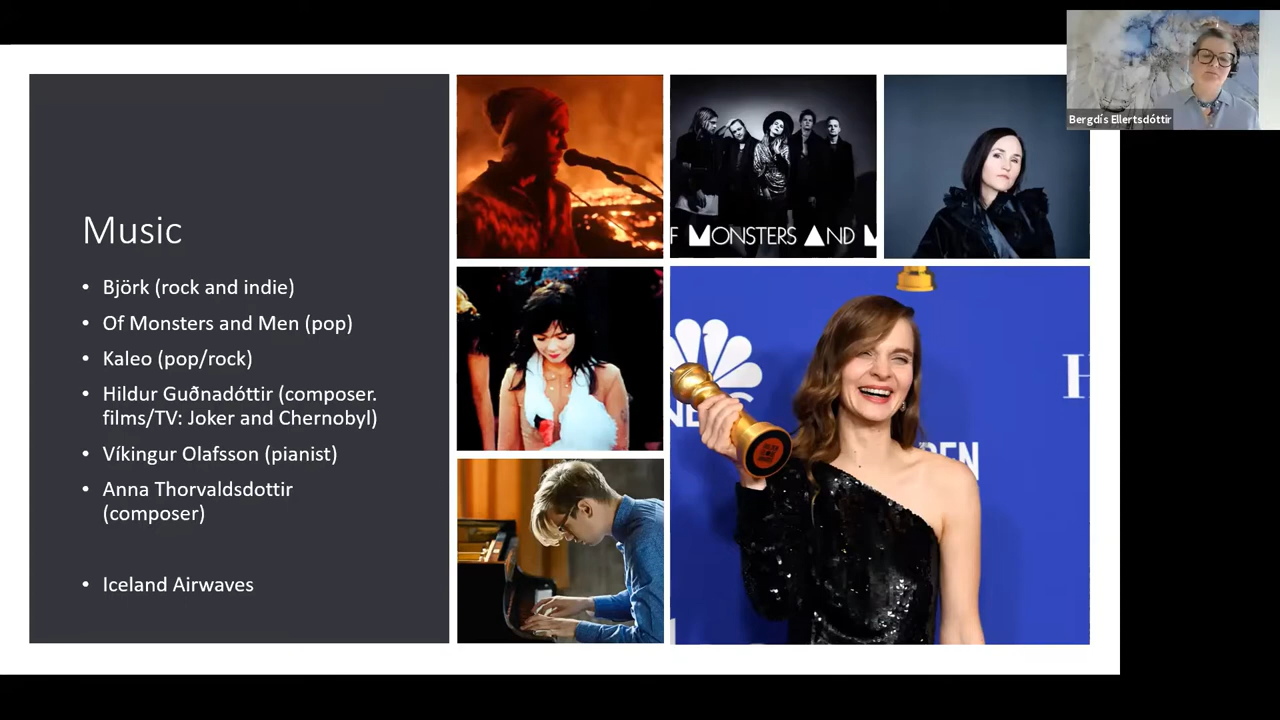 Music
• Björk (rock and indie)
• Of Monsters and Men (pop)
• Kaleo (pop/rock)
• Hildur Guðnadóttir (composer.
films/TV: Joker and Chernobyl)
• Víkingur Olafsson (pianist)
• Anna Thorvaldsdottir
(composer)
• Iceland Airwaves
F MONSTERS AND M
Bergdís Ellertsdóttir